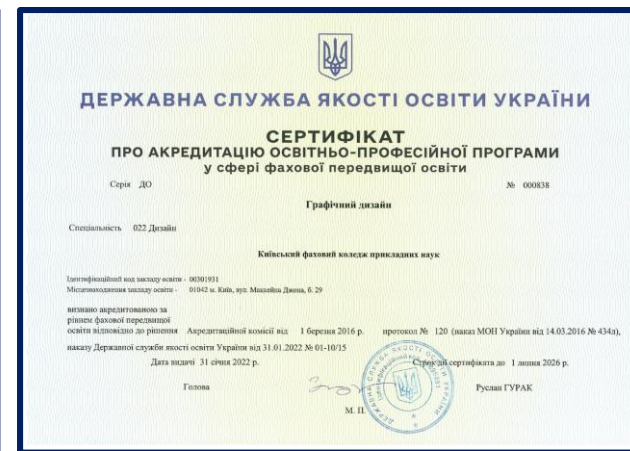 ДЕРЖАВНА СЛУЖБА ЯКОСТІ ОСВІТИ УКРАЇНИ
СЕРТИФІКАТ
ПРО АКРЕДИТАЦІЮ ОСВІТНЬО-ПРОФЕСІЙНОЇ ПРОГРАМИ
у сфері фахової передвищої освіти
Серія ДО № 000838
Графічний дизайн
Спеціальність 022 Дизайн
Київський фаховий коледж прикладних наук
Ідентифікаційний код закладу освіти - 00301931
Місцезнаходження закладу освіти - 01042 м. Київ, вул. Маккейна Джона, б. 29
визнано акредитованою за
рівнем фахової передвищої
освіти відповідно до рішення Акредитаційної комісії від 1 березня 2016 р. протокол № 120 (наказ МОН України від 14.03.2016 № 434л),
наказу Державної служби якості освіти України від 31.01.2022 № 01-10/15
Дата видачі 31 січня 2022 р. Строк дії сертифіката до 1 липня 2026 р.
Голова Руслан ГУРАК
М. П.